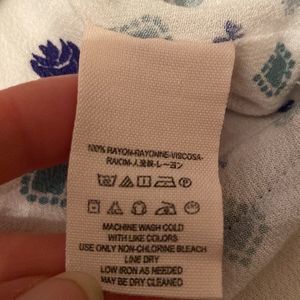 100% RAYON-RAYONNE-VISCOSA-
RAKIM-人造絲-レーヨン
MACHINE WASH COLD
WITH LIKE COLORS
USE ONLY NON-CHLORINE BLEACH
LINE DRY
LOW IRON AS NEEDED
MAY BE DRY CLEANED